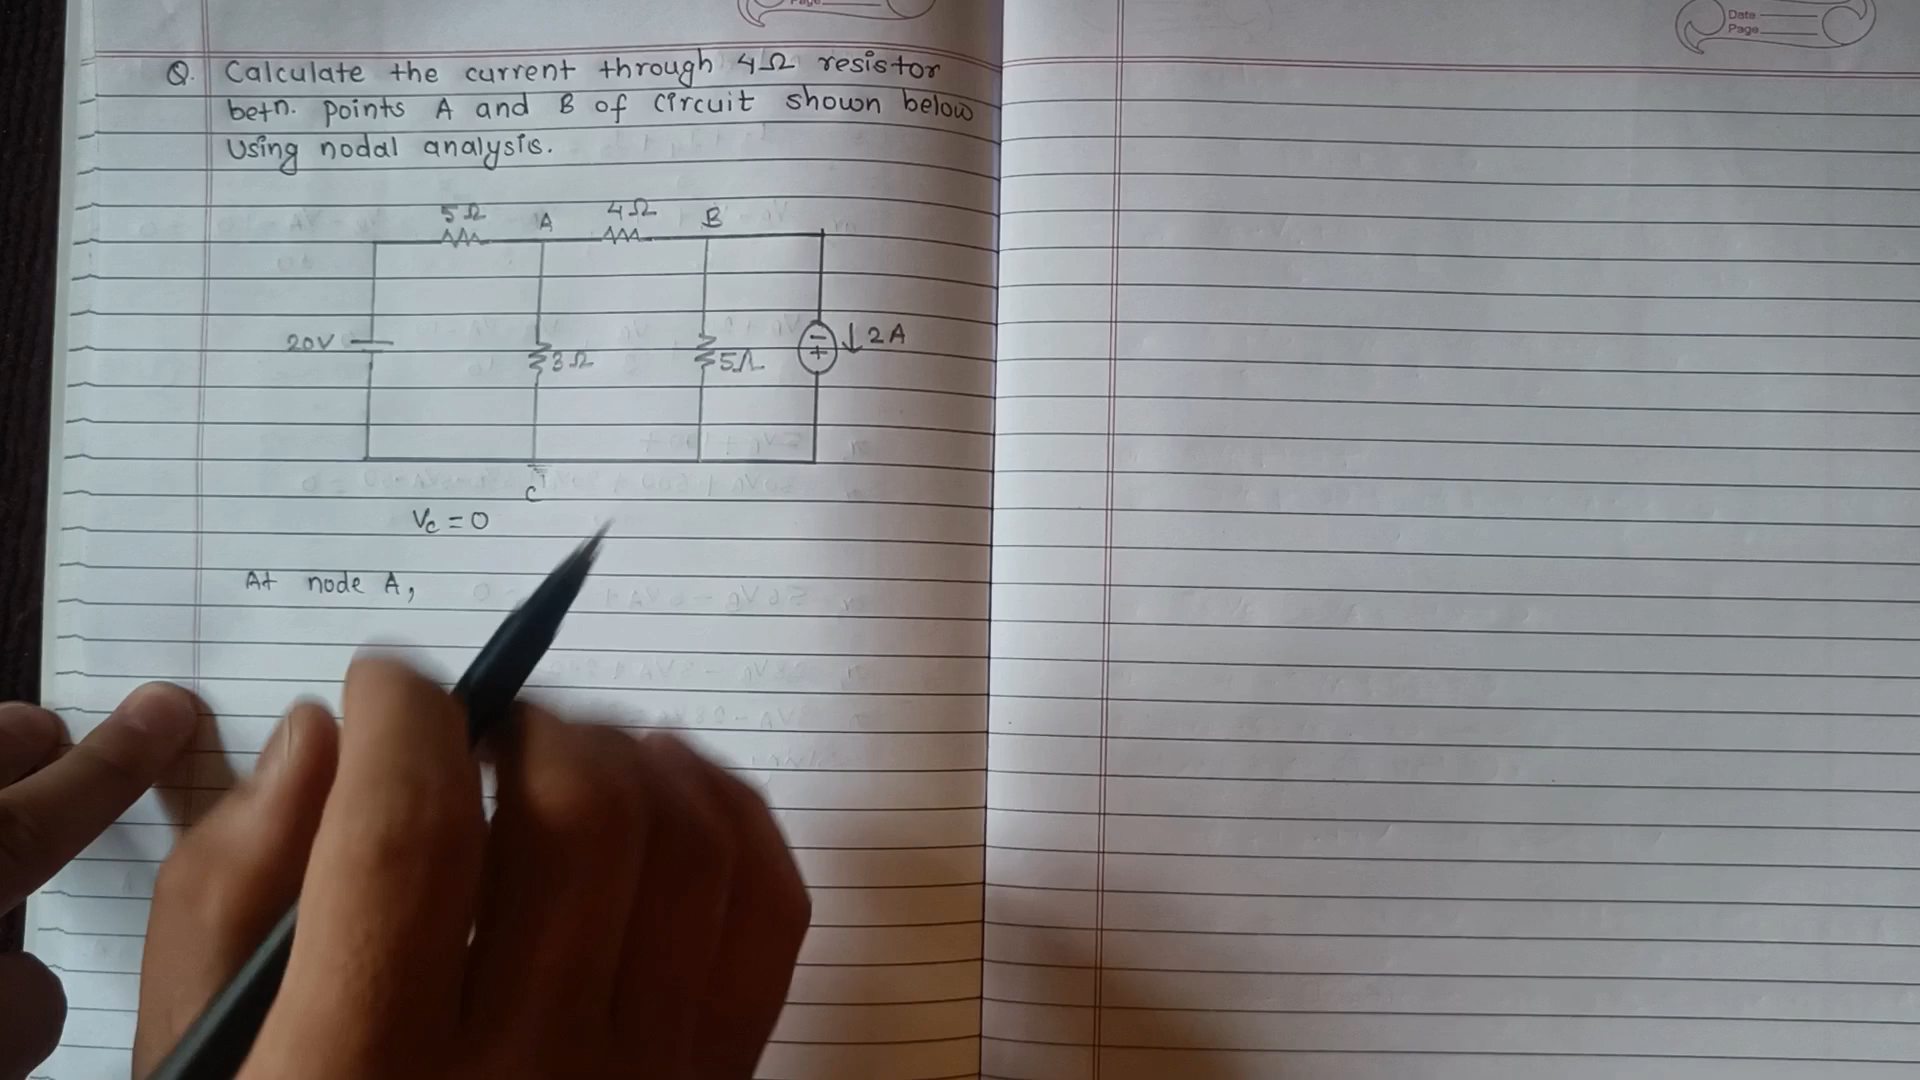 Page
Date
Page
Q. Calculate the current through 4Ω resistor
betn. points A and B of circuit shown below
Using nodal analysis.
5Ω A 4Ω B
20V 3Ω 5Ω - + ↓2A
C
Vc = 0
At node A,